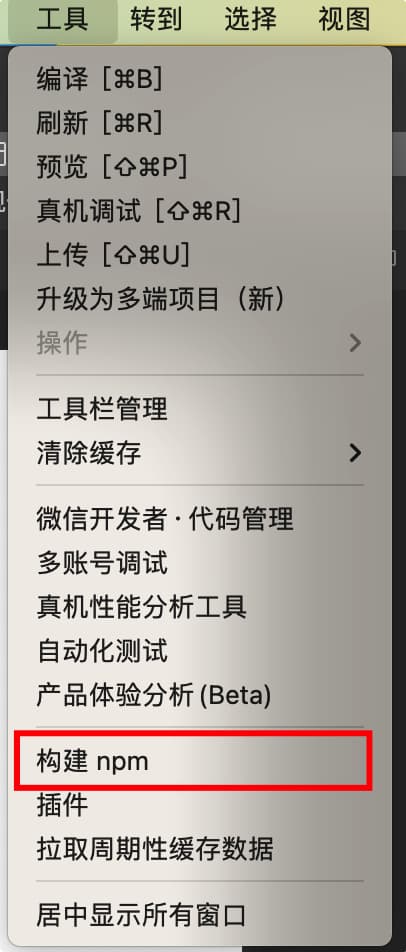 工具 转到 选择 视图
编译 [⌘B]
刷新 [⌘R]
预览 [⇧⌘P]
真机调试 [⇧⌘R]
上传 [⇧⌘U]
升级为多端项目（新）
操作
工具栏管理
清除缓存
微信开发者 · 代码管理
多账号调试
真机性能分析工具
自动化测试
产品体验分析 (Beta)
构建 npm
插件
拉取周期性缓存数据
居中显示所有窗口